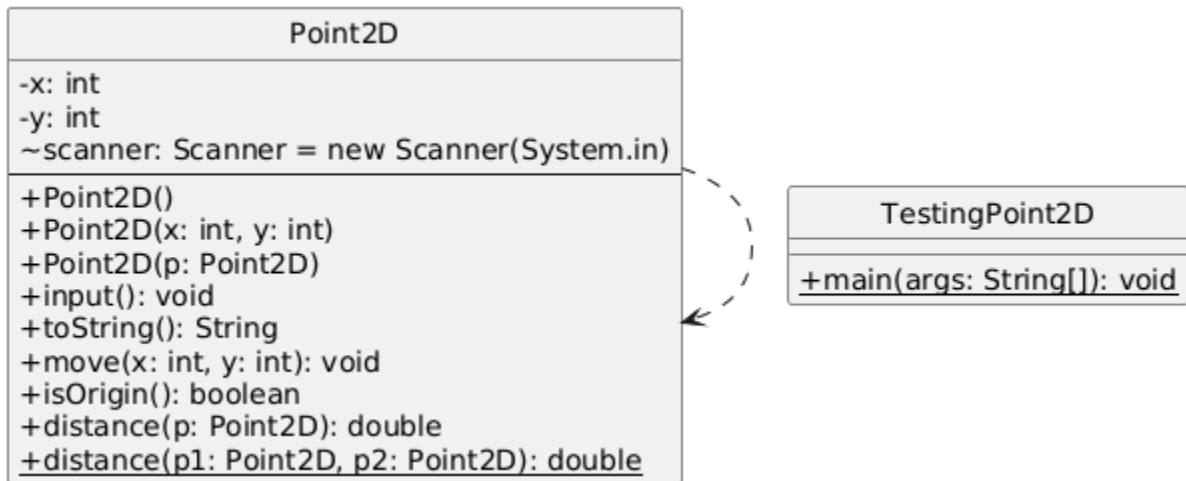 Point2D
-x: int
-y: int
~scanner: Scanner = new Scanner(System.in)
+Point2D()
+Point2D(x: int, y: int)
+Point2D(p: Point2D)
+input(): void
+toString(): String
+move(x: int, y: int): void
+isOrigin(): boolean
+distance(p: Point2D): double
+distance(p1: Point2D, p2: Point2D): double
TestingPoint2D
+main(args: String[]): void